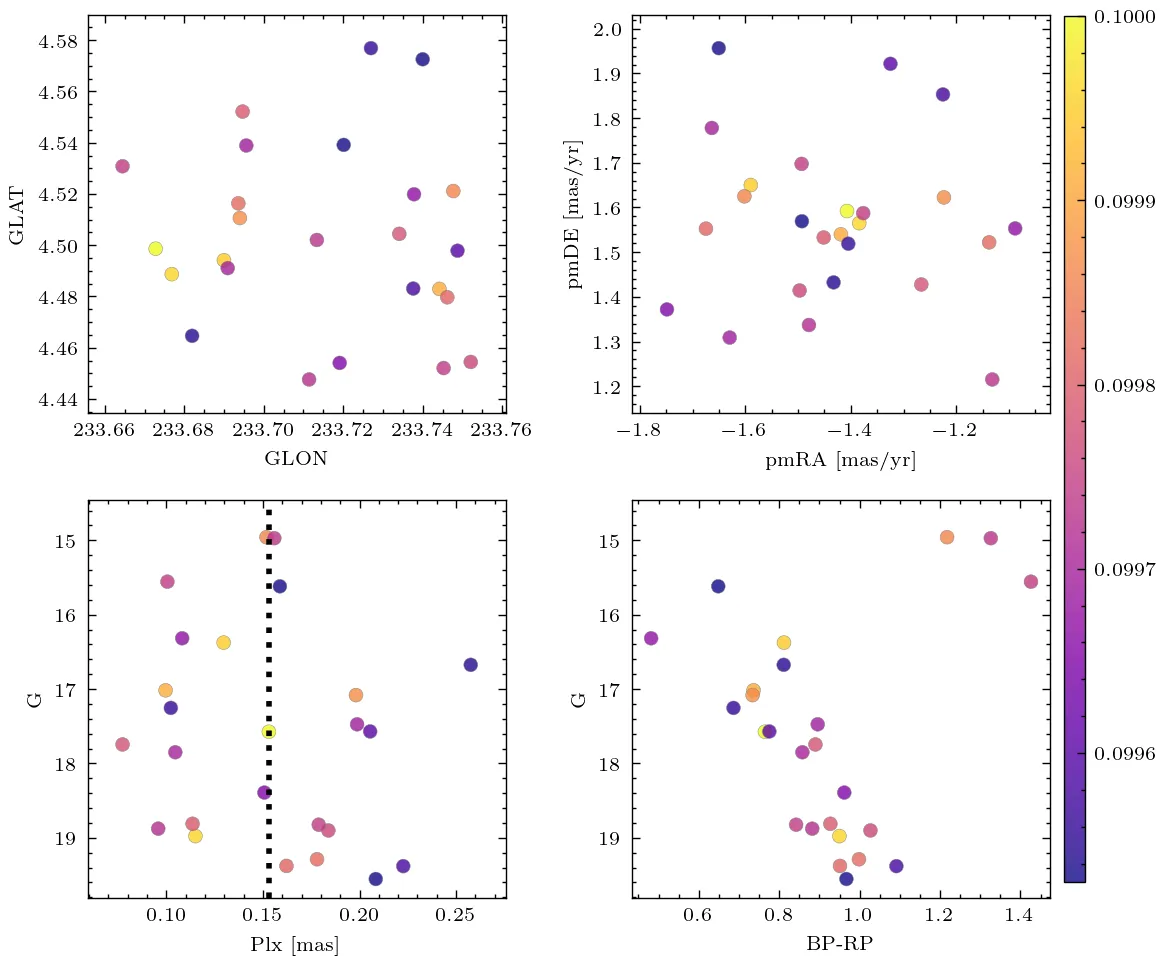 4.58
4.56
4.54
4.52
4.50
4.48
4.46
4.44
GLAT
233.66 233.68 233.70 233.72 233.74 233.76
GLON
2.0
1.9
1.8
1.7
1.6
1.5
1.4
1.3
1.2
pmDE [mas/yr]
−1.8 −1.6 −1.4 −1.2
pmRA [mas/yr]
0.1000
0.0999
0.0998
0.0997
0.0996
15
16
17
18
19
G
0.10 0.15 0.20 0.25
Plx [mas]
15
16
17
18
19
G
0.6 0.8 1.0 1.2 1.4
BP-RP